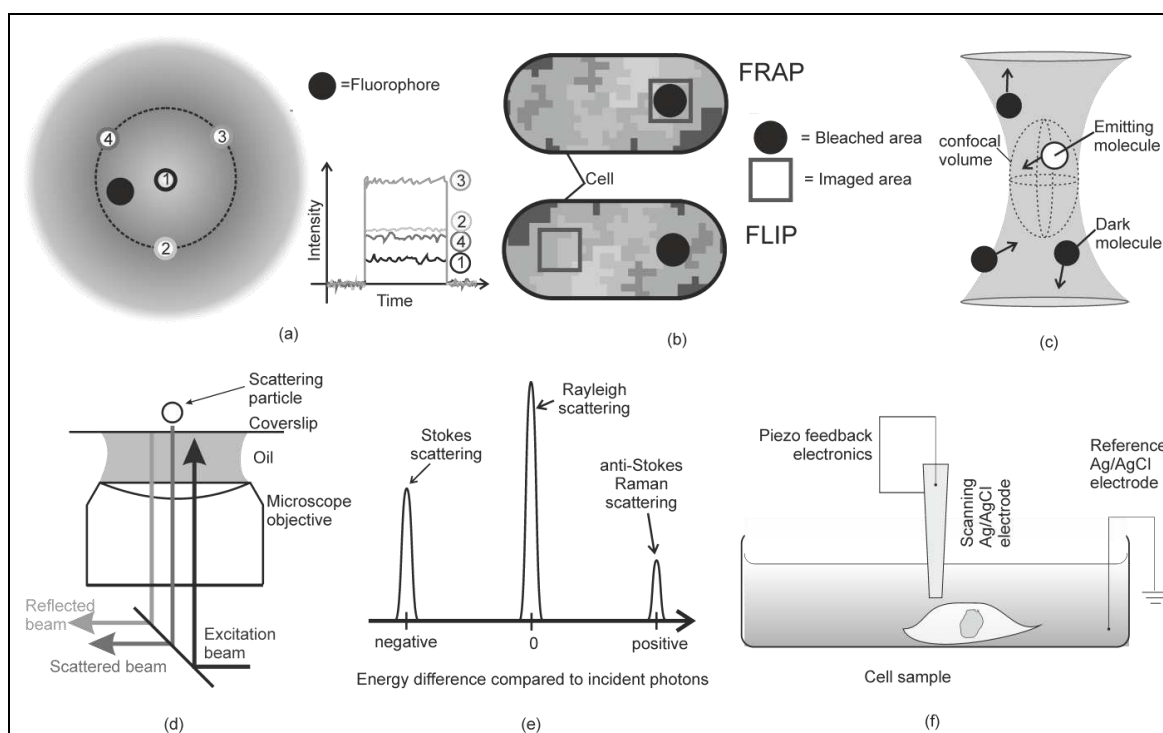 =Fluorophore
4
3
1
2
Intensity
3
2
4
1
Time
(a)
FRAP
= Bleached area
= Imaged area
Cell
FLIP
(b)
confocal
volume
Emitting
molecule
Dark
molecule
(c)
Scattering
particle
Coverslip
Oil
Microscope
objective
Reflected
beam
Scattered beam
Excitation
beam
(d)
Rayleigh
scattering
Stokes
scattering
anti-Stokes
Raman
scattering
negative
0
positive
Energy difference compared to incident photons
(e)
Piezo feedback
electronics
Scanning
Ag/AgCl
electrode
Reference
Ag/AgCl
electrode
Cell sample
(f)